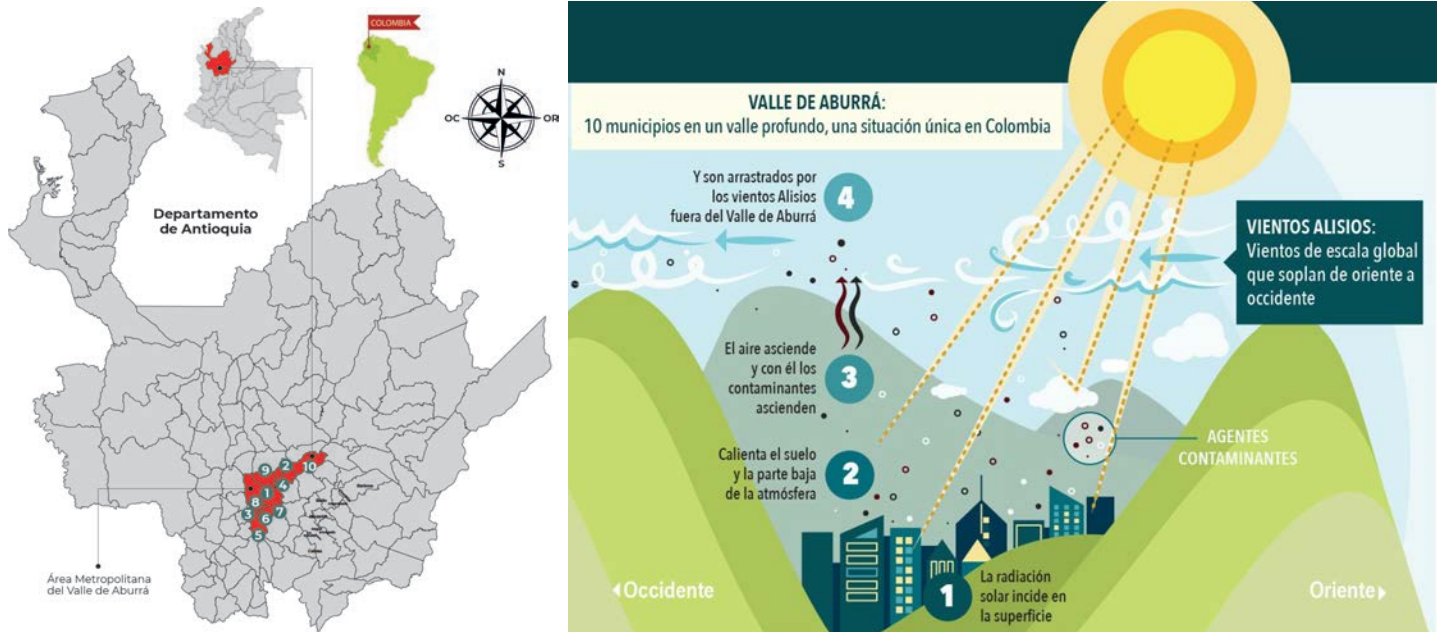 COLOMBIA
N
OC
OR
S
Departamento
de Antioquia
9
2
10
1
4
8
3
6
7
5
Área Metropolitana
del Valle de Aburrá
VALLE DE ABURRÁ:
10 municipios en un valle profundo, una situación única en Colombia
Y son arrastrados por
los vientos Alisios
fuera del Valle de Aburrá
4
VIENTOS ALISIOS:
Vientos de escala global
que soplan de oriente a
occidente
El aire asciende
y con él los
contaminantes
ascienden
3
AGENTES
CONTAMINANTES
Calienta el suelo
y la parte baja
de la atmósfera
2
Occidente
1
La radiación
solar incide en
la superficie
Oriente